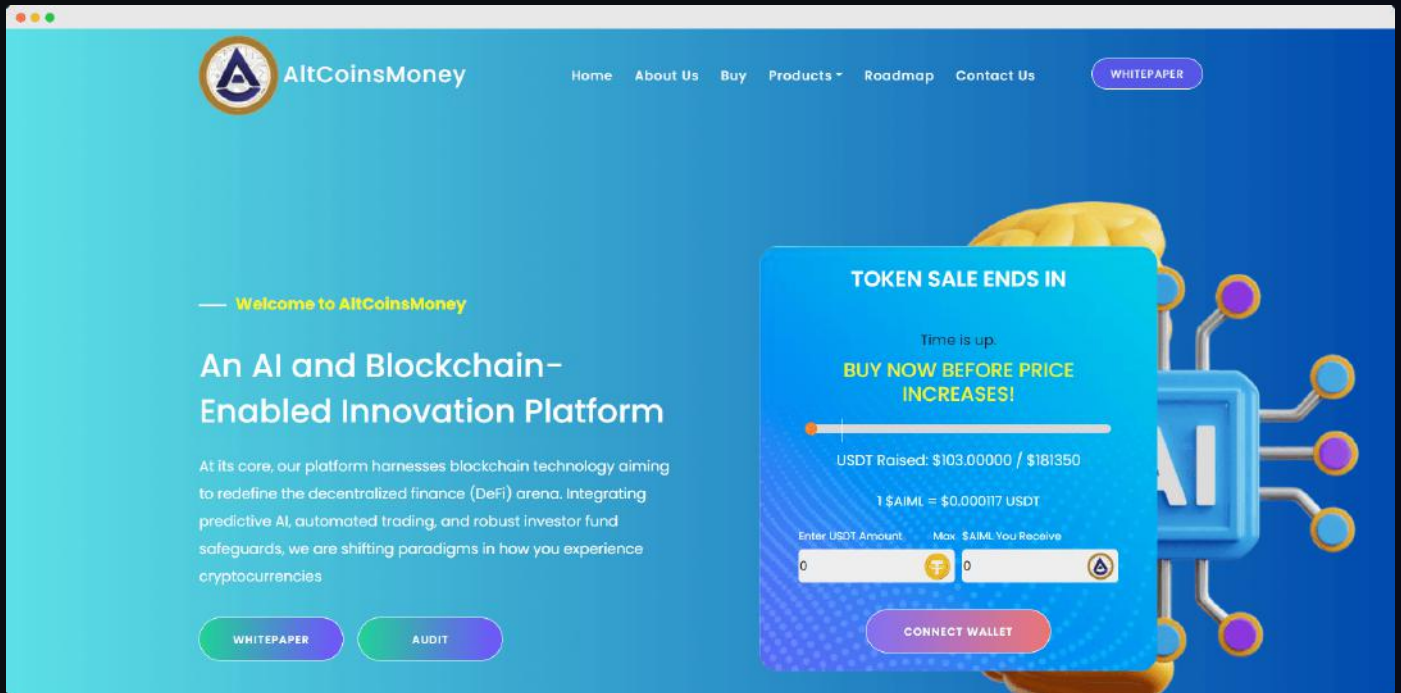 AltCoinsMoney
Home About Us Buy Products Roadmap Contact Us
WHITEPAPER
Welcome to AltCoinsMoney
An AI and Blockchain-
Enabled Innovation Platform
At its core, our platform harnesses blockchain technology aiming
to redefine the decentralized finance (DeFi) arena. Integrating
predictive AI, automated trading, and robust investor fund
safeguards, we are shifting paradigms in how you experience
cryptocurrencies
WHITEPAPER AUDIT
TOKEN SALE ENDS IN
Time is up.
BUY NOW BEFORE PRICE
INCREASES!
USDT Raised: $103.00000 / $181350
1 $AIML = $0.000117 USDT
Enter USDT Amount Max $AIML You Receive
0 0
CONNECT WALLET
AI